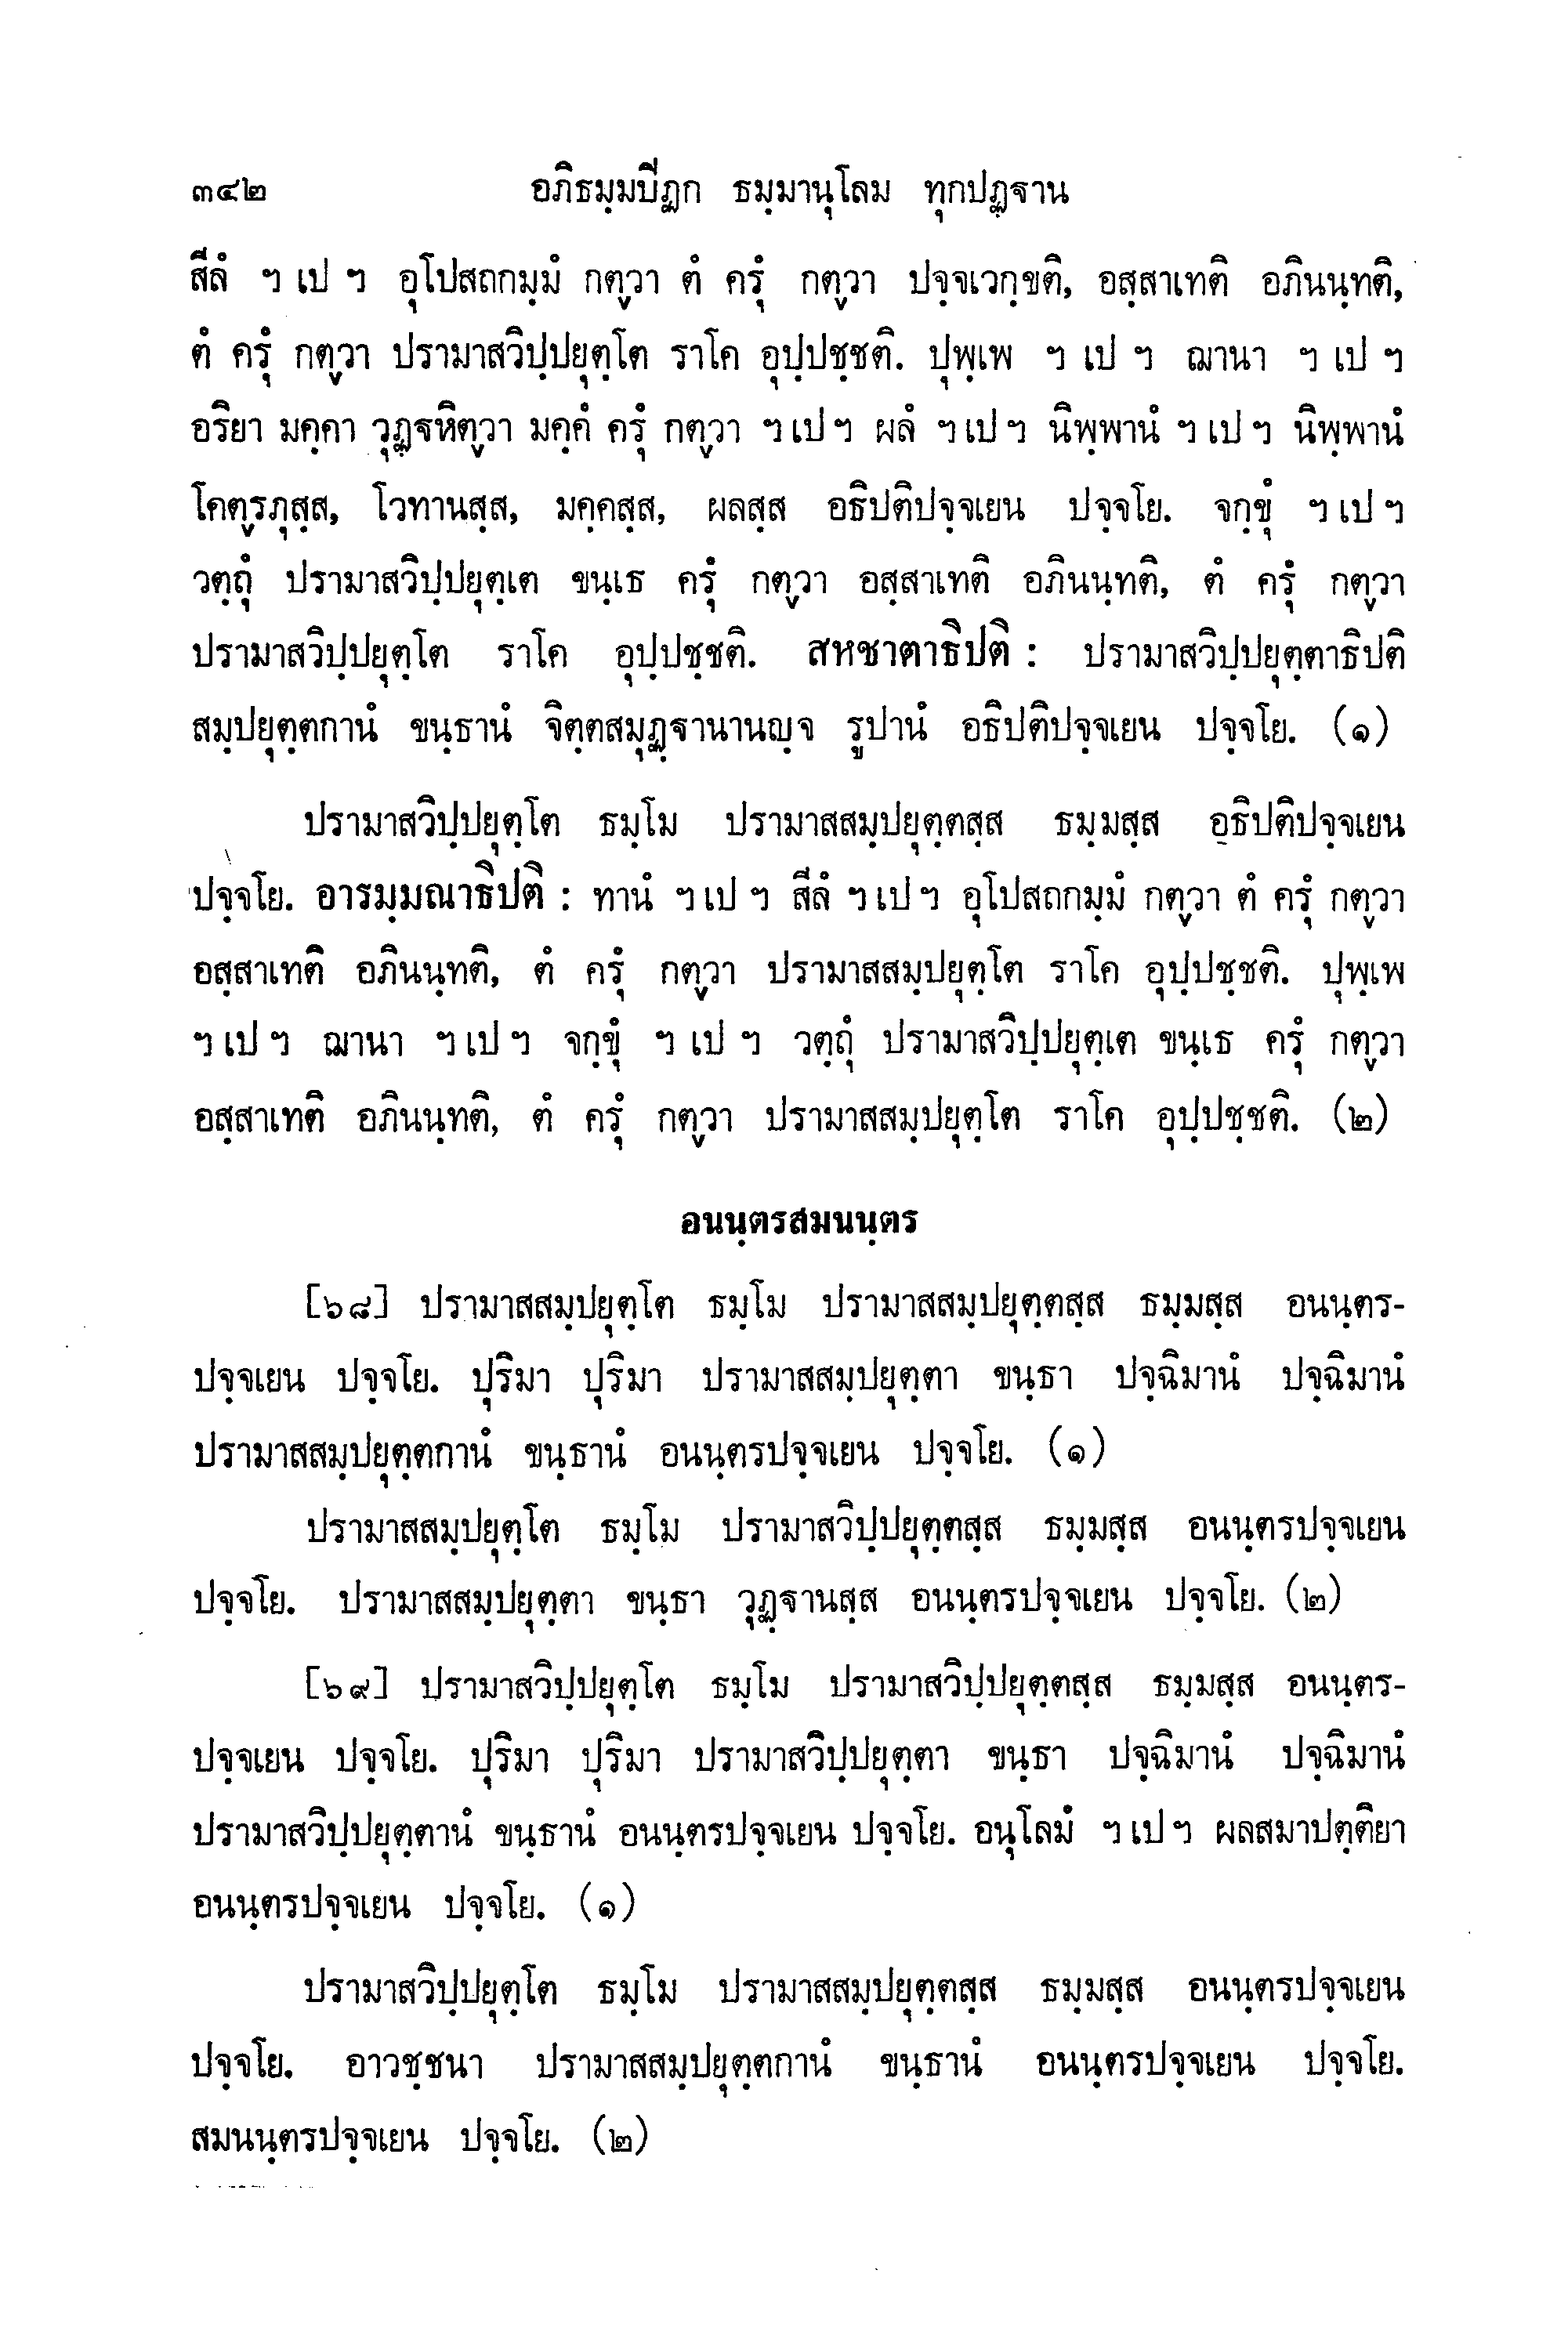 ๓๔๒ อภิธมฺมปิฏก ธมฺมานุโลม ทุกปฏฺฐาน
สีลํ ฯ เป ฯ อุโปสถกมฺมํ กตฺวา ตํ ครุํ กตฺวา ปจฺจเวกฺขติ, อสฺสาเทติ อภินนฺทติ,
ตํ ครุํ กตฺวา ปรามาสวิปฺปยุตฺโต ราโค อุปฺปชฺชติ. ปุพฺเพ ฯ เป ฯ ฌานา ฯ เป ฯ
อริยา มคฺคา วุฏฺฐหิตฺวา มคฺคํ ครุํ กตฺวา ฯ เป ฯ ผลํ ฯ เป ฯ นิพฺพานํ ฯ เป ฯ นิพฺพานํ
โคตฺรภุสฺส, โวทานสฺส, มคฺคสฺส, ผลสฺส อธิปติปจฺจเยน ปจฺจโย. จกฺขุํ ฯ เป ฯ
วตฺถุํ ปรามาสวิปฺปยุตฺเต ขนฺเธ ครุํ กตฺวา อสฺสาเทติ อภินนฺทติ, ตํ ครุํ กตฺวา
ปรามาสวิปฺปยุตฺโต ราโค อุปฺปชฺชติ. สหชาตาธิปติ : ปรามาสวิปฺปยุตฺตาธิปติ
สมฺปยุตฺตกานํ ขนฺธานํ จิตฺตสมุฏฺฐานานญฺจ รูปานํ อธิปติปจฺจเยน ปจฺจโย. (๑)
ปรามาสวิปฺปยุตฺโต ธมฺโม ปรามาสสมฺปยุตฺตสฺส ธมฺมสฺส อธิปติปจฺจเยน
ปจฺจโย. อารมฺมณาธิปติ : ทานํ ฯ เป ฯ สีลํ ฯ เป ฯ อุโปสถกมฺมํ กตฺวา ตํ ครุํ กตฺวา
อสฺสาเทติ อภินนฺทติ, ตํ ครุํ กตฺวา ปรามาสสมฺปยุตฺโต ราโค อุปฺปชฺชติ. ปุพฺเพ
ฯ เป ฯ ฌานา ฯ เป ฯ จกฺขุํ ฯ เป ฯ วตฺถุํ ปรามาสวิปฺปยุตฺเต ขนฺเธ ครุํ กตฺวา
อสฺสาเทติ อภินนฺทติ, ตํ ครุํ กตฺวา ปรามาสสมฺปยุตฺโต ราโค อุปฺปชฺชติ. (๒)
อนนฺตรสมนนฺตร
[๖๘] ปรามาสสมฺปยุตฺโต ธมฺโม ปรามาสสมฺปยุตฺตสฺส ธมฺมสฺส อนนฺตร-
ปจฺจเยน ปจฺจโย. ปุริมา ปุริมา ปรามาสสมฺปยุตฺตา ขนฺธา ปจฺฉิมานํ ปจฺฉิมานํ
ปรามาสสมฺปยุตฺตกานํ ขนฺธานํ อนนฺตรปจฺจเยน ปจฺจโย. (๑)
ปรามาสสมฺปยุตฺโต ธมฺโม ปรามาสวิปฺปยุตฺตสฺส ธมฺมสฺส อนนฺตรปจฺจเยน
ปจฺจโย. ปรามาสสมฺปยุตฺตา ขนฺธา วุฏฺฐานสฺส อนนฺตรปจฺจเยน ปจฺจโย. (๒)
[๖๙] ปรามาสวิปฺปยุตฺโต ธมฺโม ปรามาสวิปฺปยุตฺตสฺส ธมฺมสฺส อนนฺตร-
ปจฺจเยน ปจฺจโย. ปุริมา ปุริมา ปรามาสวิปฺปยุตฺตา ขนฺธา ปจฺฉิมานํ ปจฺฉิมานํ
ปรามาสวิปฺปยุตฺตานํ ขนฺธานํ อนนฺตรปจฺจเยน ปจฺจโย. อนุโลมํ ฯ เป ฯ ผลสมาปตฺติยา
อนนฺตรปจฺจเยน ปจฺจโย. (๑)
ปรามาสวิปฺปยุตฺโต ธมฺโม ปรามาสสมฺปยุตฺตสฺส ธมฺมสฺส อนนฺตรปจฺจเยน
ปจฺจโย. อาวชฺชนา ปรามาสสมฺปยุตฺตกานํ ขนฺธานํ อนนฺตรปจฺจเยน ปจฺจโย.
สมนนฺตรปจฺจเยน ปจฺจโย. (๒)